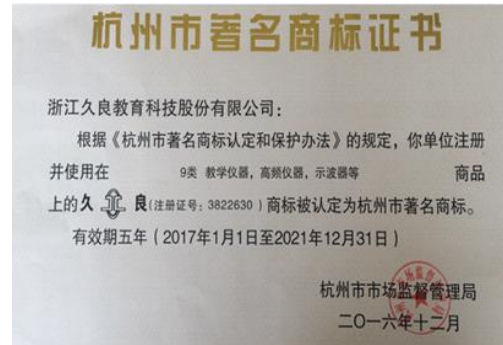 杭州市著名商标证书
浙江久良教育科技股份有限公司：
根据《杭州市著名商标认定和保护办法》的规定，你单位注册
并使用在 9类 教学仪器，高频仪器，示波器等 商品
上的久 良(注册证号：3822630）商标被认定为杭州市著名商标。
有效期五年（2017年1月1日至2021年12月31日）
杭州市市场监督管理局
二〇一六年十二月